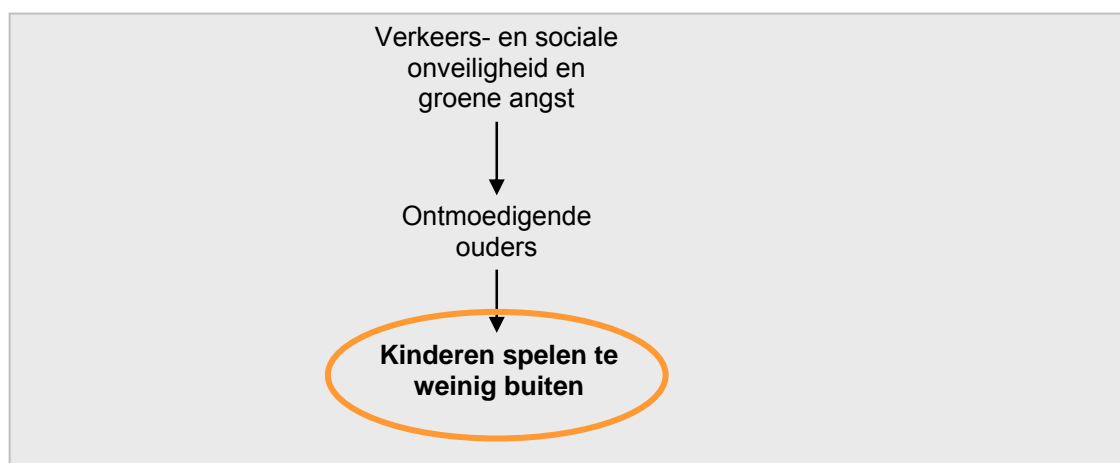 Verkeers- en sociale
onveiligheid en
groene angst
Ontmoedigende
ouders
Kinderen spelen te
weinig buiten